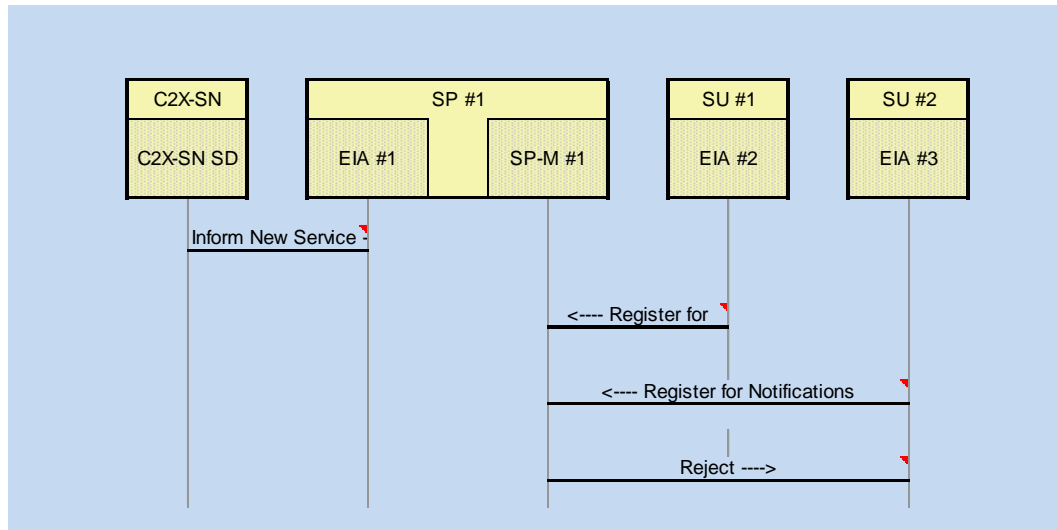 C2X-SN
SP #1
SU #1
SU #2
C2X-SN SD
EIA #1
SP-M #1
EIA #2
EIA #3
Inform New Service -
<---- Register for
<---- Register for Notifications
Reject ---->